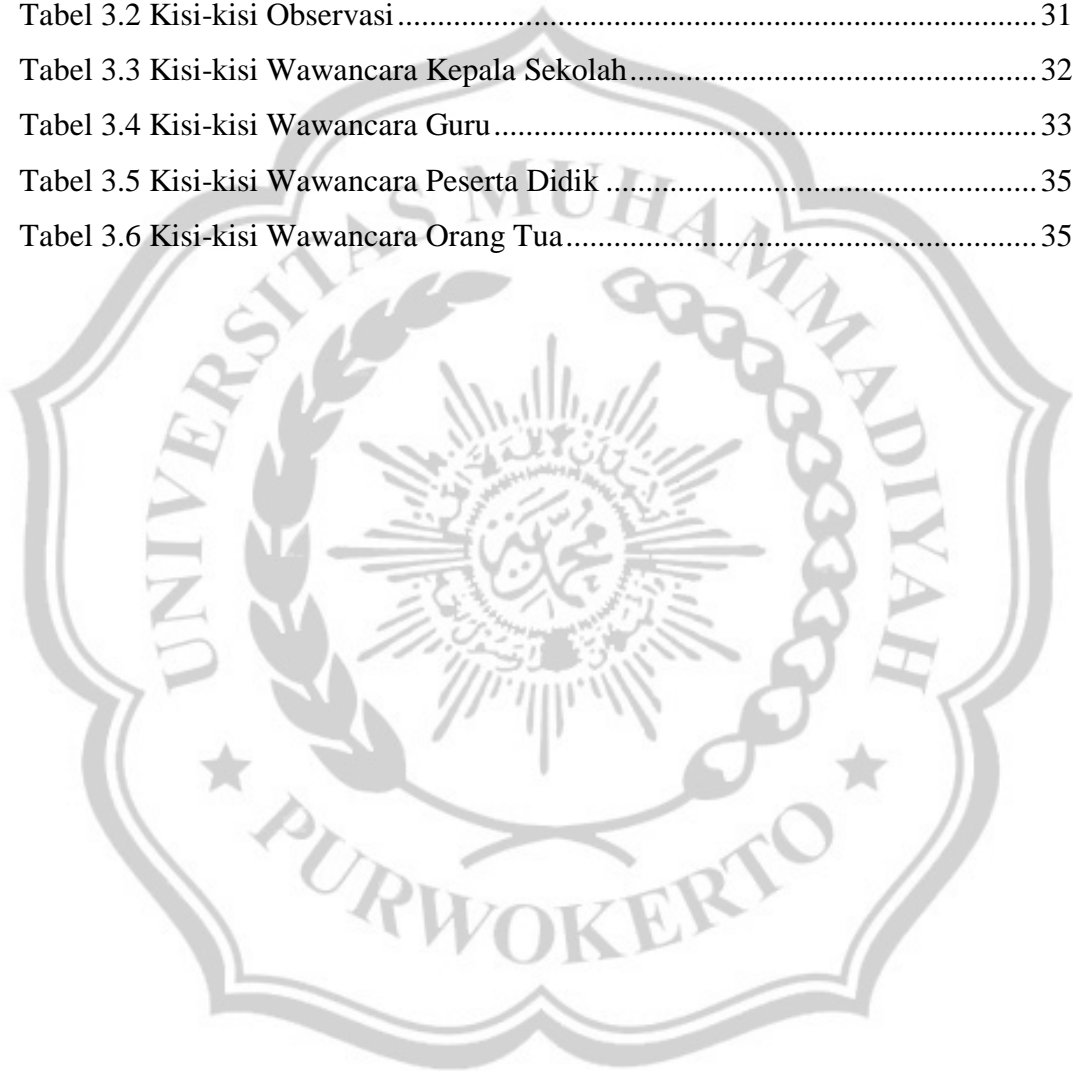 Tabel 3.2 Kisi-kisi Observasi.................................................................................31
Tabel 3.3 Kisi-kisi Wawancara Kepala Sekolah...................................................32
Tabel 3.4 Kisi-kisi Wawancara Guru....................................................................33
Tabel 3.5 Kisi-kisi Wawancara Peserta Didik ......................................................35
Tabel 3.6 Kisi-kisi Wawancara Orang Tua...........................................................35
UNIVERSITAS MUHAMMADIYAH
PURWOKERTO